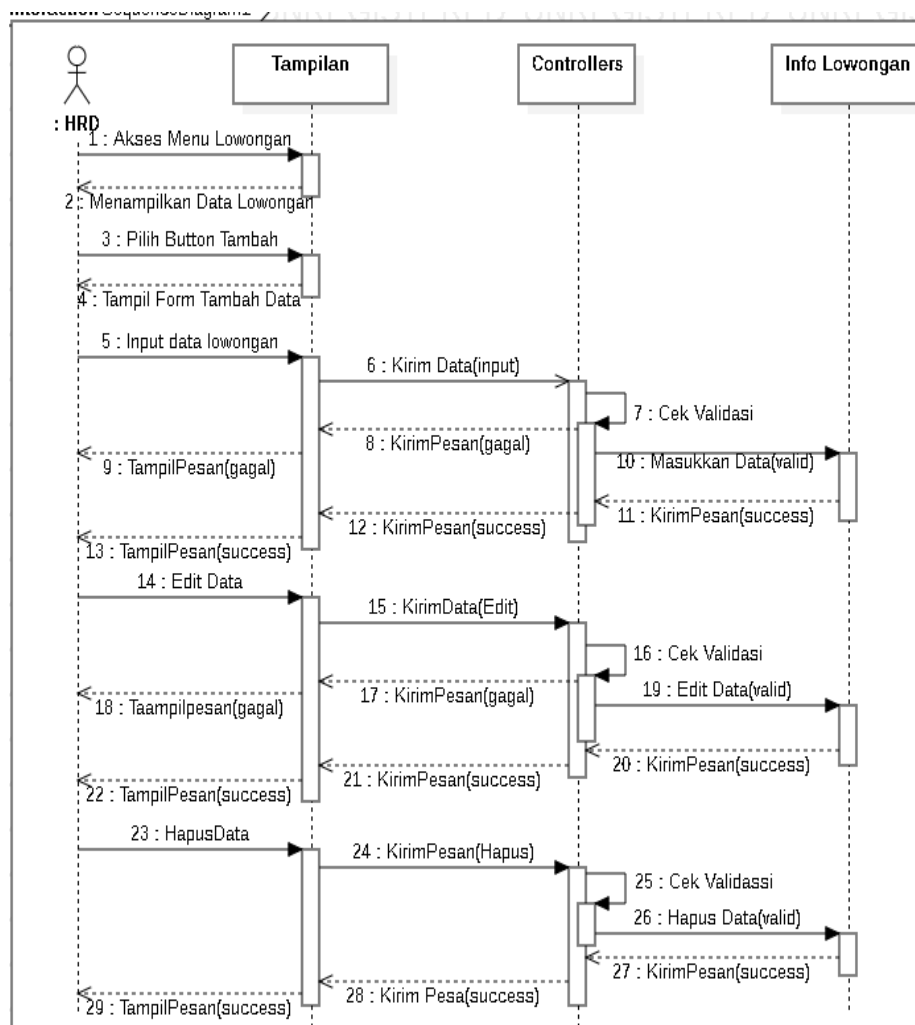 Interaction SequenceDiagram1
Tampilan
Controllers
Info Lowongan
: HRD
1 : Akses Menu Lowongan
2 : Menampilkan Data Lowongan
3 : Pilih Button Tambah
4 : Tampil Form Tambah Data
5 : Input data lowongan
6 : Kirim Data(input)
7 : Cek Validasi
8 : KirimPesan(gagal)
9 : TampilPesan(gagal)
10 : Masukkan Data(valid)
11 : KirimPesan(success)
12 : KirimPesan(success)
13 : TampilPesan(success)
14 : Edit Data
15 : KirimData(Edit)
16 : Cek Validasi
17 : KirimPesan(gagal)
18 : Taampilpesan(gagal)
19 : Edit Data(valid)
20 : KirimPesan(success)
21 : KirimPesan(success)
22 : TampilPesan(success)
23 : HapusData
24 : KirimPesan(Hapus)
25 : Cek Validassi
26 : Hapus Data(valid)
27 : KirimPesan(success)
28 : Kirim Pesa(success)
29 : TampilPesan(success)